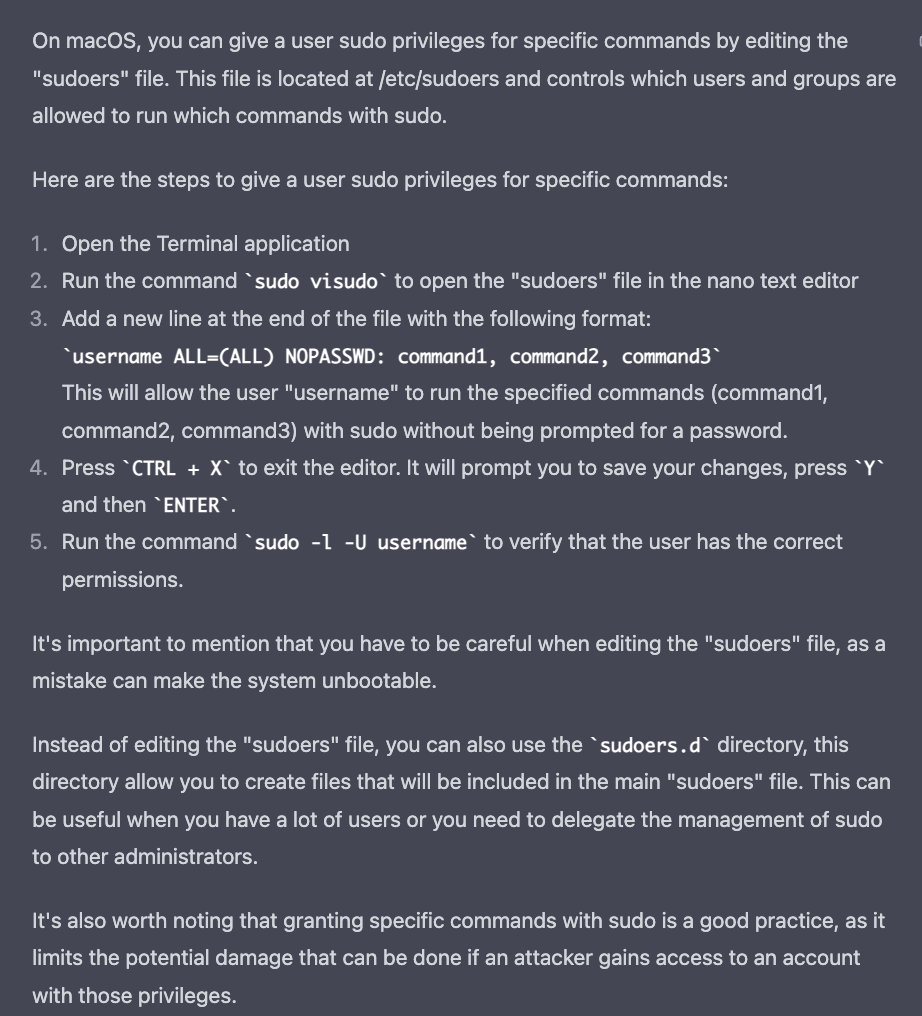 On macOS, you can give a user sudo privileges for specific commands by editing the
"sudoers" file. This file is located at /etc/sudoers and controls which users and groups are
allowed to run which commands with sudo.
Here are the steps to give a user sudo privileges for specific commands:
1. Open the Terminal application
2. Run the command `sudo visudo` to open the "sudoers" file in the nano text editor
3. Add a new line at the end of the file with the following format:
`username ALL=(ALL) NOPASSWD: command1, command2, command3`
This will allow the user "username" to run the specified commands (command1,
command2, command3) with sudo without being prompted for a password.
4. Press `CTRL + X` to exit the editor. It will prompt you to save your changes, press `Y`
and then `ENTER`.
5. Run the command `sudo -l -U username` to verify that the user has the correct
permissions.
It's important to mention that you have to be careful when editing the "sudoers" file, as a
mistake can make the system unbootable.
Instead of editing the "sudoers" file, you can also use the `sudoers.d` directory, this
directory allow you to create files that will be included in the main "sudoers" file. This can
be useful when you have a lot of users or you need to delegate the management of sudo
to other administrators.
It's also worth noting that granting specific commands with sudo is a good practice, as it
limits the potential damage that can be done if an attacker gains access to an account
with those privileges.